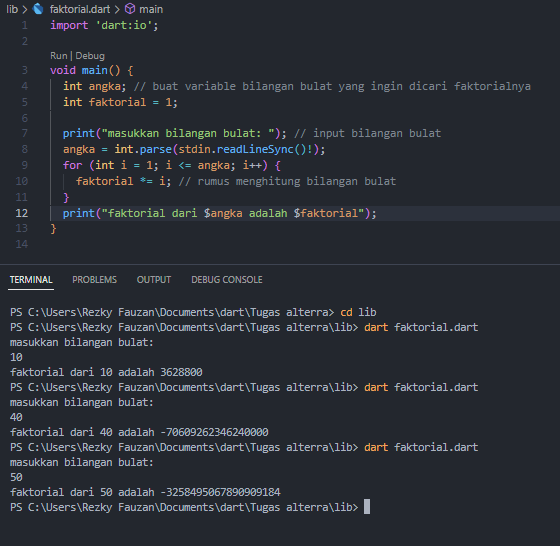 lib > faktorial.dart > main
1 import 'dart:io';
2
Run | Debug
3 void main() {
4 int angka; // buat variable bilangan bulat yang ingin dicari faktorialnya
5 int faktorial = 1;
6
7 print("masukkan bilangan bulat: "); // input bilangan bulat
8 angka = int.parse(stdin.readLineSync()!);
9 for (int i = 1; i <= angka; i++) {
10 faktorial *= i; // rumus menghitung bilangan bulat
11 }
12 print("faktorial dari $angka adalah $faktorial");
13 }
14
TERMINAL PROBLEMS OUTPUT DEBUG CONSOLE
PS C:\Users\Rezky Fauzan\Documents\dart\Tugas alterra> cd lib
PS C:\Users\Rezky Fauzan\Documents\dart\Tugas alterra\lib> dart faktorial.dart
masukkan bilangan bulat:
10
faktorial dari 10 adalah 3628800
PS C:\Users\Rezky Fauzan\Documents\dart\Tugas alterra\lib> dart faktorial.dart
masukkan bilangan bulat:
40
faktorial dari 40 adalah -70609262346240000
PS C:\Users\Rezky Fauzan\Documents\dart\Tugas alterra\lib> dart faktorial.dart
masukkan bilangan bulat:
50
faktorial dari 50 adalah -3258495067890909184
PS C:\Users\Rezky Fauzan\Documents\dart\Tugas alterra\lib>